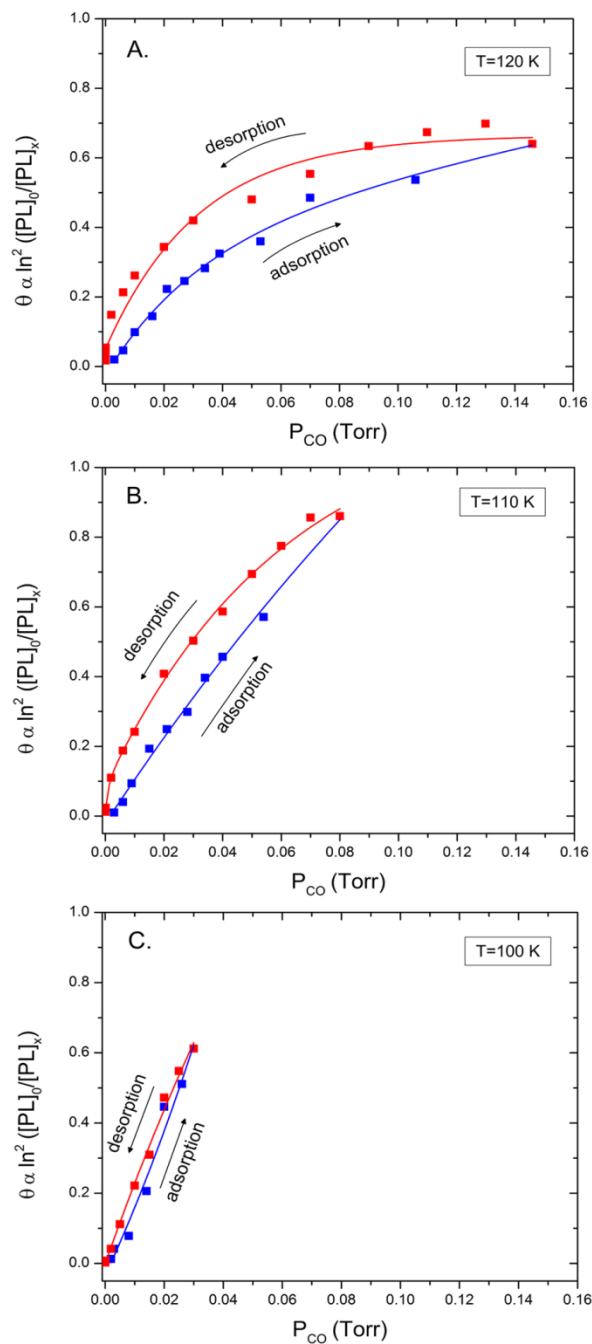 A.
T=120 K
desorption
adsorption
θ α ln² ([PL]₀/[PL]ₓ)
1.0
0.8
0.6
0.4
0.2
0.0
0.00 0.02 0.04 0.06 0.08 0.10 0.12 0.14 0.16
P_CO (Torr)
B.
T=110 K
desorption
adsorption
θ α ln² ([PL]₀/[PL]ₓ)
1.0
0.8
0.6
0.4
0.2
0.0
0.00 0.02 0.04 0.06 0.08 0.10 0.12 0.14 0.16
P_CO (Torr)
C.
T=100 K
desorption
adsorption
θ α ln² ([PL]₀/[PL]ₓ)
1.0
0.8
0.6
0.4
0.2
0.0
0.00 0.02 0.04 0.06 0.08 0.10 0.12 0.14 0.16
P_CO (Torr)